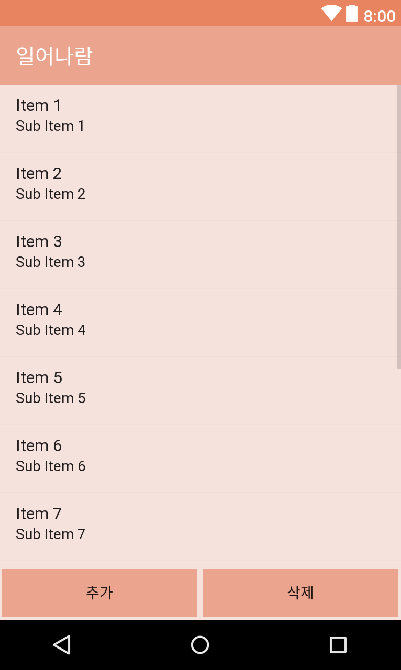 8:00
일어나람
Item 1
Sub Item 1
Item 2
Sub Item 2
Item 3
Sub Item 3
Item 4
Sub Item 4
Item 5
Sub Item 5
Item 6
Sub Item 6
Item 7
Sub Item 7
추가 삭제